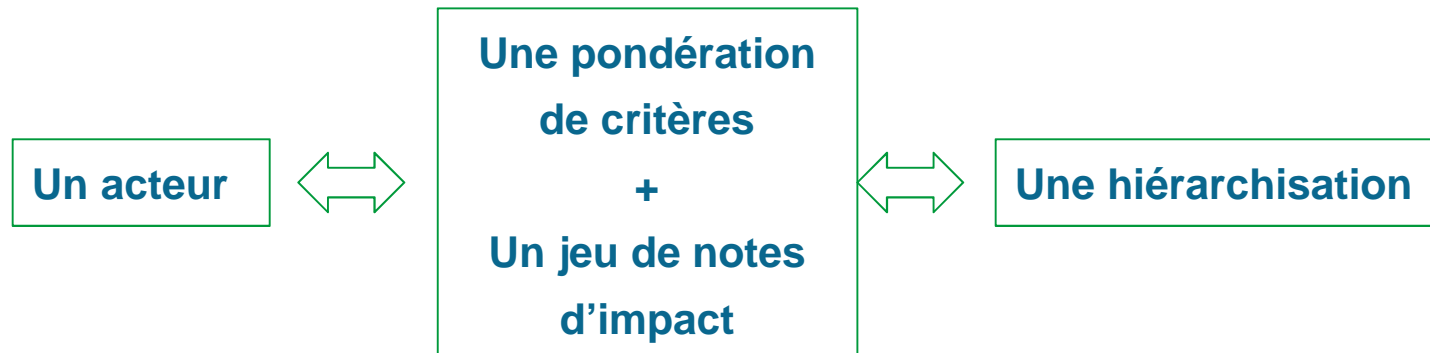 Un acteur
Une pondération
de critères
+
Un jeu de notes
d’impact
Une hiérarchisation